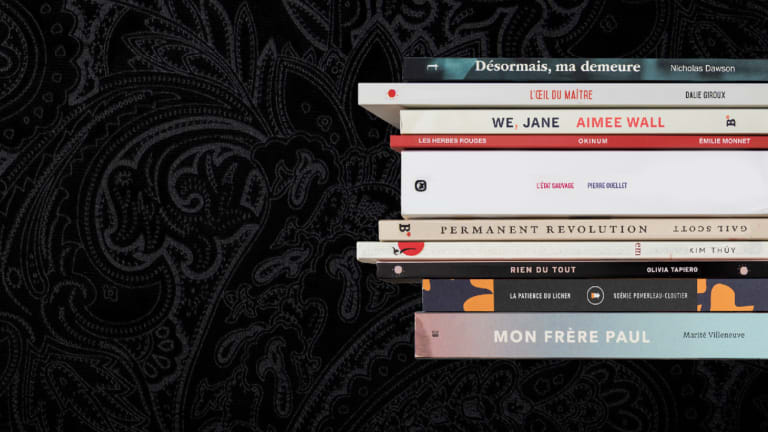 Désormais, ma demeure Nicholas Dawson
L'ŒIL DU MAÎTRE DALIE GIROUX
WE, JANE AIMEE WALL B
LES HERBES ROUGES OKINUM ÉMILIE MONNET
L'ÉTAT SAUVAGE PIERRE OUELLET
B PERMANENT REVOLUTION GAIL SCOTT
em KIM THÚY
RIEN DU TOUT OLIVIA TAPIERO
LA PATIENCE DU LICHEN NOÉMIE POMERLEAU-CLOUTIER
MON FRÈRE PAUL Marité Villeneuve